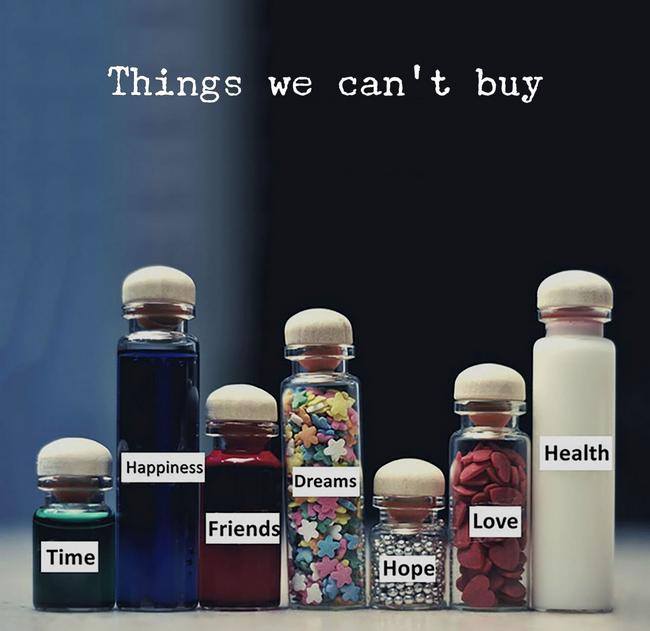 Things we can't buy
Time
Happiness
Friends
Dreams
Hope
Love
Health